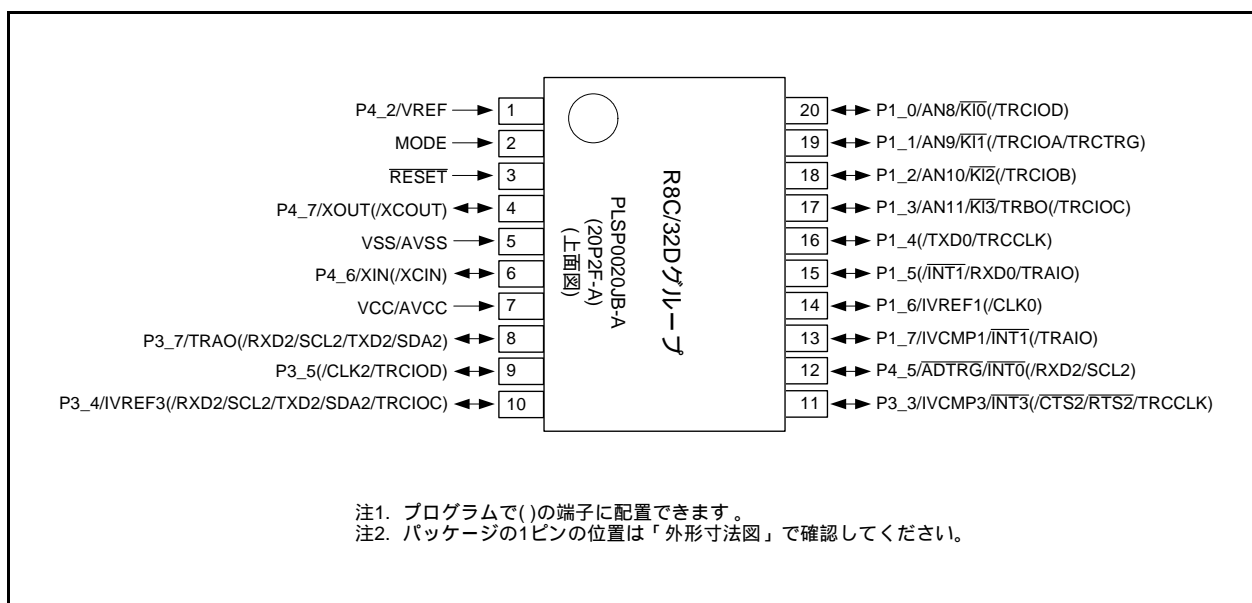 P4_2/VREF 1
MODE 2
RESET 3
P4_7/XOUT(/XCOUT) 4
VSS/AVSS 5
P4_6/XIN(/XCIN) 6
VCC/AVCC 7
P3_7/TRAO(/RXD2/SCL2/TXD2/SDA2) 8
P3_5(/CLK2/TRCIOD) 9
P3_4/IVREF3(/RXD2/SCL2/TXD2/SDA2/TRCIOC) 10
R8C/32Dグループ
PLSP0020JB-A
(20P2F-A)
(上面図)
20 P1_0/AN8/KI0(/TRCIOD)
19 P1_1/AN9/KI1(/TRCIOA/TRCTRG)
18 P1_2/AN10/KI2(/TRCIOB)
17 P1_3/AN11/KI3/TRBO(/TRCIOC)
16 P1_4(/TXD0/TRCCLK)
15 P1_5(/INT1/RXD0/TRAIO)
14 P1_6/IVREF1(/CLK0)
13 P1_7/IVCMP1/INT1(/TRAIO)
12 P4_5/ADTRG/INT0(/RXD2/SCL2)
11 P3_3/IVCMP3/INT3(/CTS2/RTS2/TRCCLK)
注1. プログラムで( )の端子に配置できます。
注2. パッケージの1ピンの位置は「外形寸法図」で確認してください。